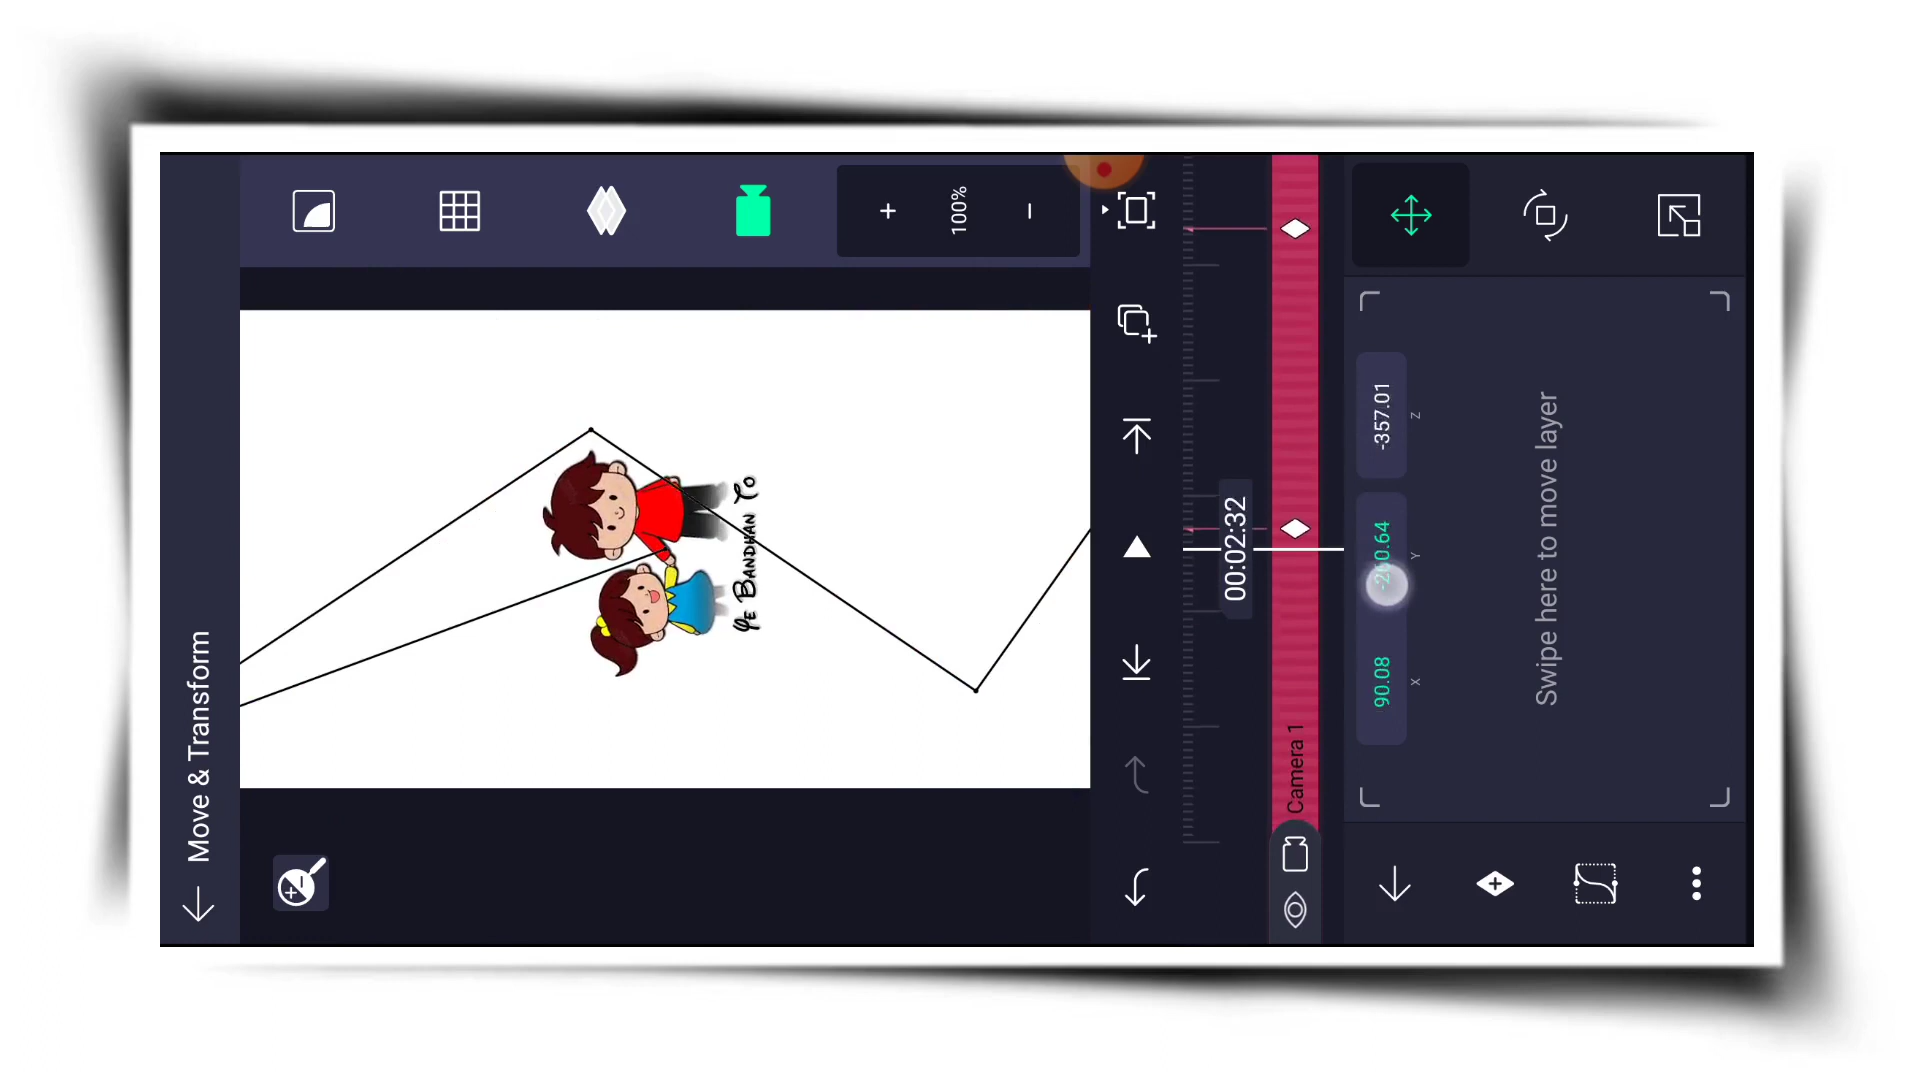 Move & Transform
100%
Ye Bandhan To
00:02:32
Camera 1
90.08
-357.01
X
Y
Z
Swipe here to move layer